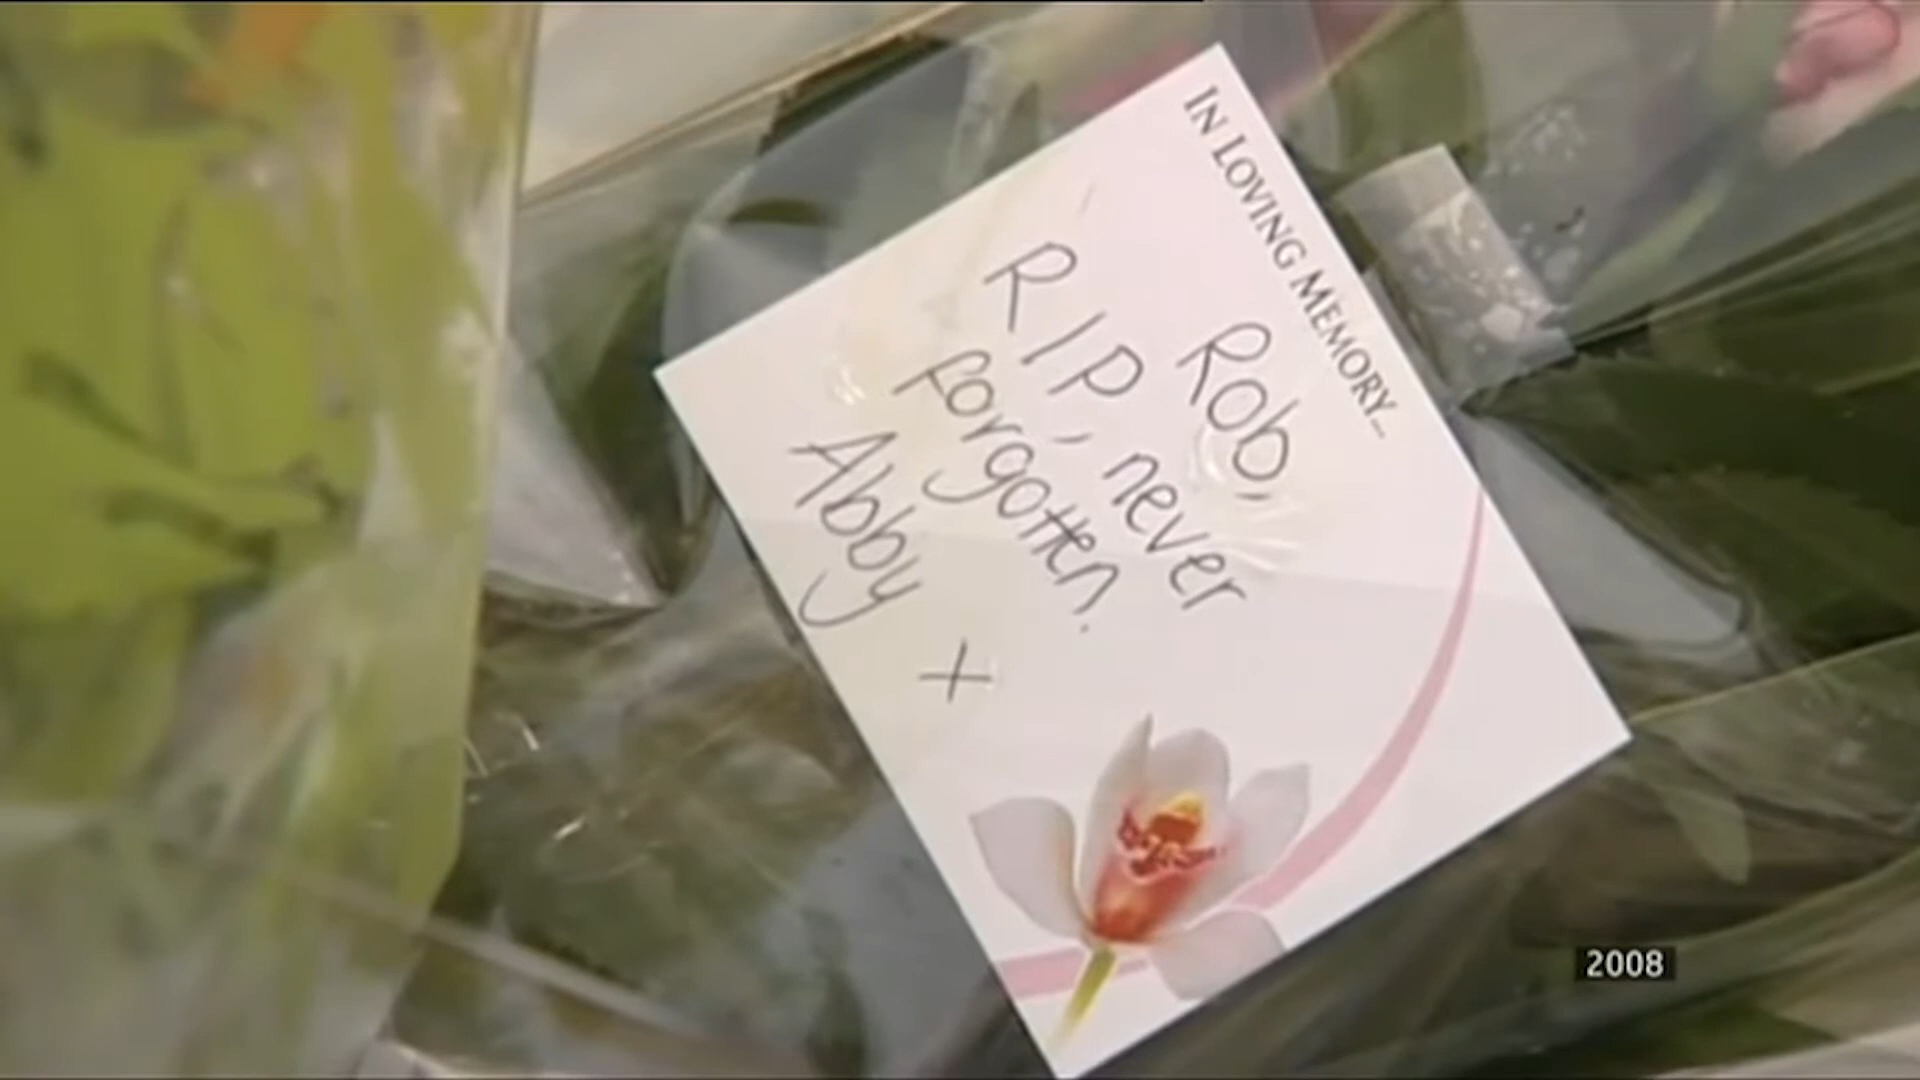 IN LOVING MEMORY...
Rob,
RIP, never
forgotten.
Abby
x
2008